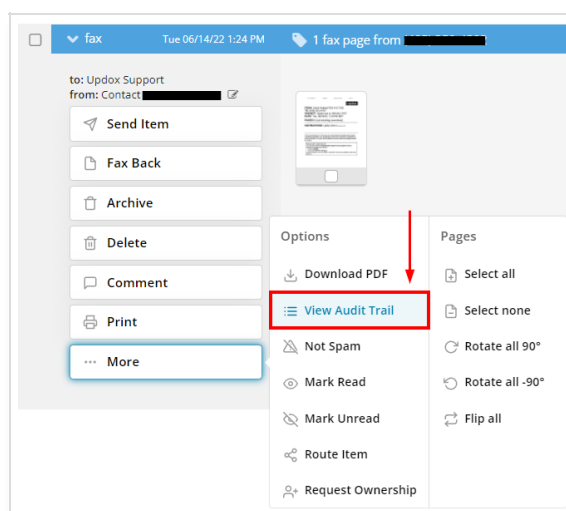 fax Tue 06/14/22 1:24 PM 1 fax page from
to: Updox Support
from: Contact
Send Item
Fax Back
Archive
Delete
Comment
Print
... More
Options
Download PDF
View Audit Trail
Not Spam
Mark Read
Mark Unread
Route Item
Request Ownership
Pages
Select all
Select none
Rotate all 90°
Rotate all -90°
Flip all